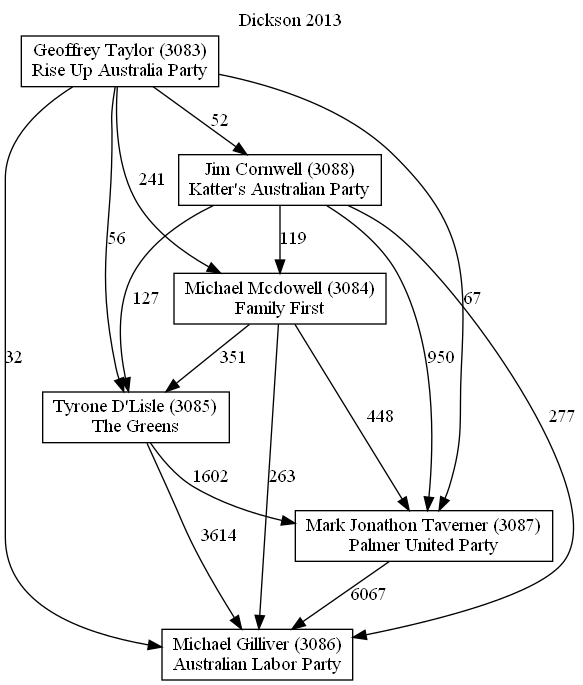 Dickson 2013
Geoffrey Taylor (3083)
Rise Up Australia Party
52
Jim Cornwell (3088)
Katter's Australian Party
241
56
119
Michael Mcdowell (3084)
Family First
127
67
32
351
950
Tyrone D'Lisle (3085)
The Greens
448
277
1602
263
Mark Jonathon Taverner (3087)
Palmer United Party
3614
6067
Michael Gilliver (3086)
Australian Labor Party